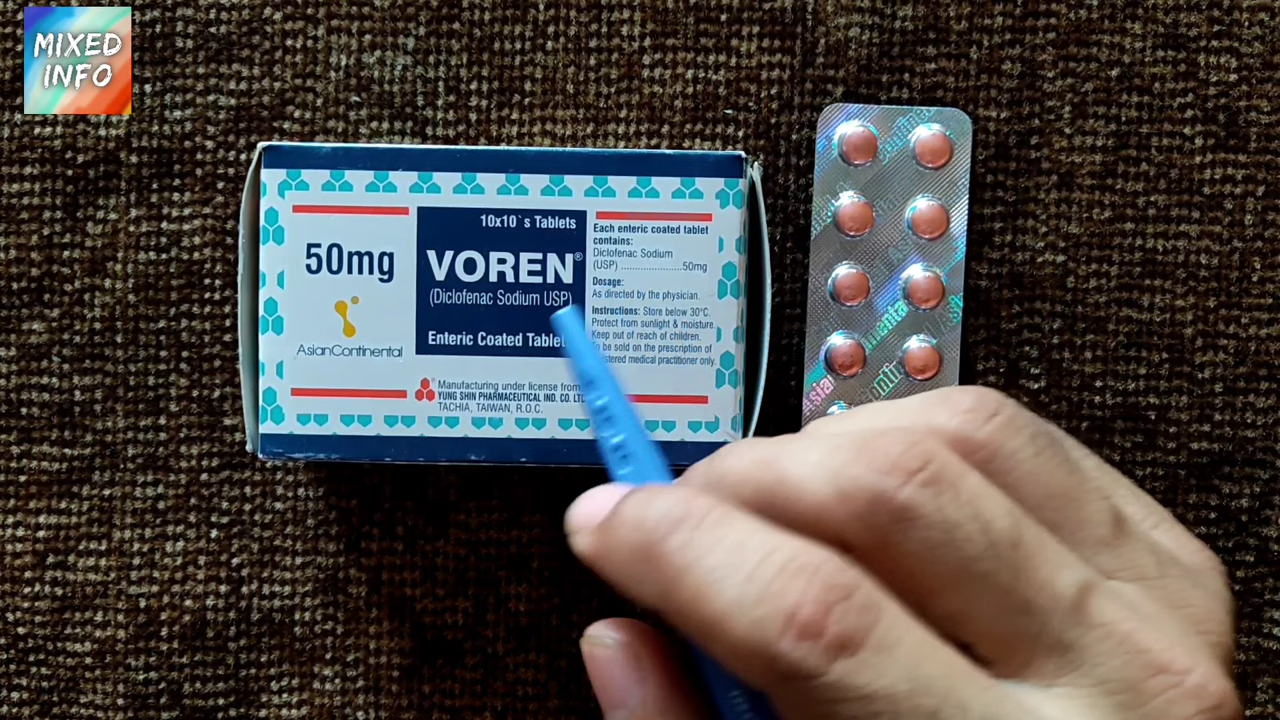 MIXED
INFO
50mg
AsianContinental
10x10`s Tablets
VOREN®
(Diclofenac Sodium USP)
Enteric Coated
Each enteric coated tablet
contains:
Diclofenac Sodium
(USP) ......................50mg
Dosage:
As directed by the physician.
Instructions: Store below 30°C.
Protect from sunlight & moisture.
Keep out of reach of children.
be sold on the prescription of
medical practitioner only.
Manufacturing under license from
YUNG SHIN PHARMACEUTICAL IND. CO.
TACHIA, TAIWAN, R.O.C.